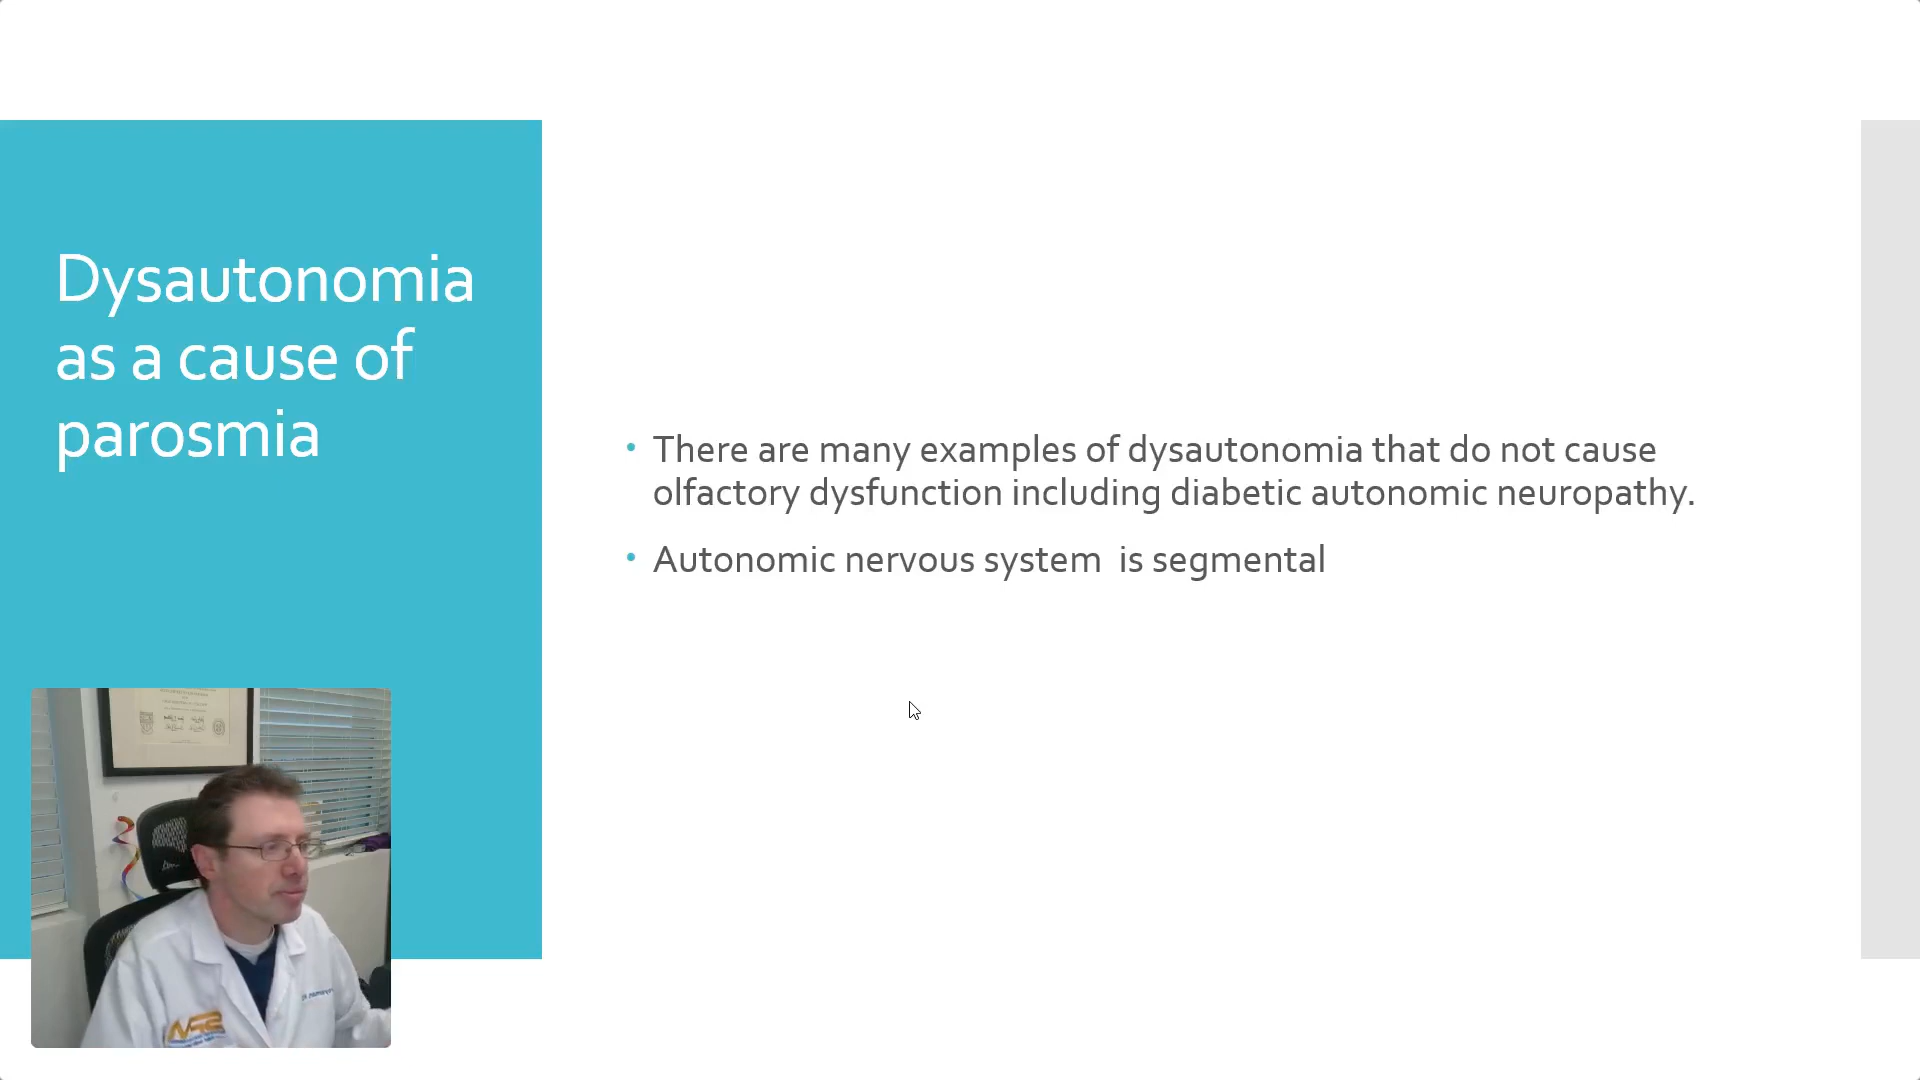 Dysautonomia
as a cause of
parosmia
• There are many examples of dysautonomia that do not cause
olfactory dysfunction including diabetic autonomic neuropathy.
• Autonomic nervous system  is segmental